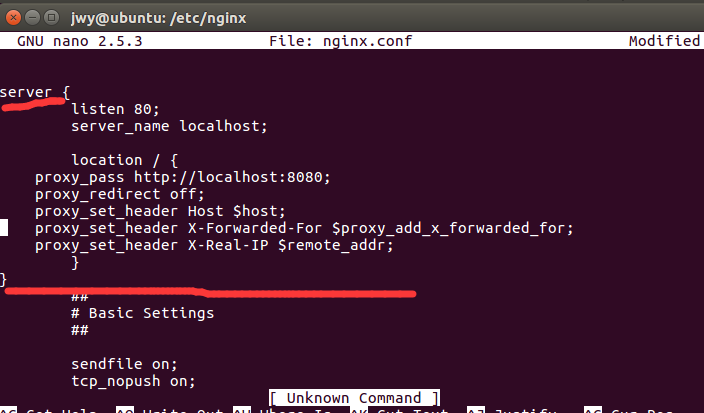 jwy@ubuntu: /etc/nginx
GNU nano 2.5.3 File: nginx.conf Modified
server {
listen 80;
server_name localhost;
location / {
proxy_pass http://localhost:8080;
proxy_redirect off;
proxy_set_header Host $host;
proxy_set_header X-Forwarded-For $proxy_add_x_forwarded_for;
proxy_set_header X-Real-IP $remote_addr;
}
}
##
# Basic Settings
##
sendfile on;
tcp_nopush on;
[ Unknown Command ]